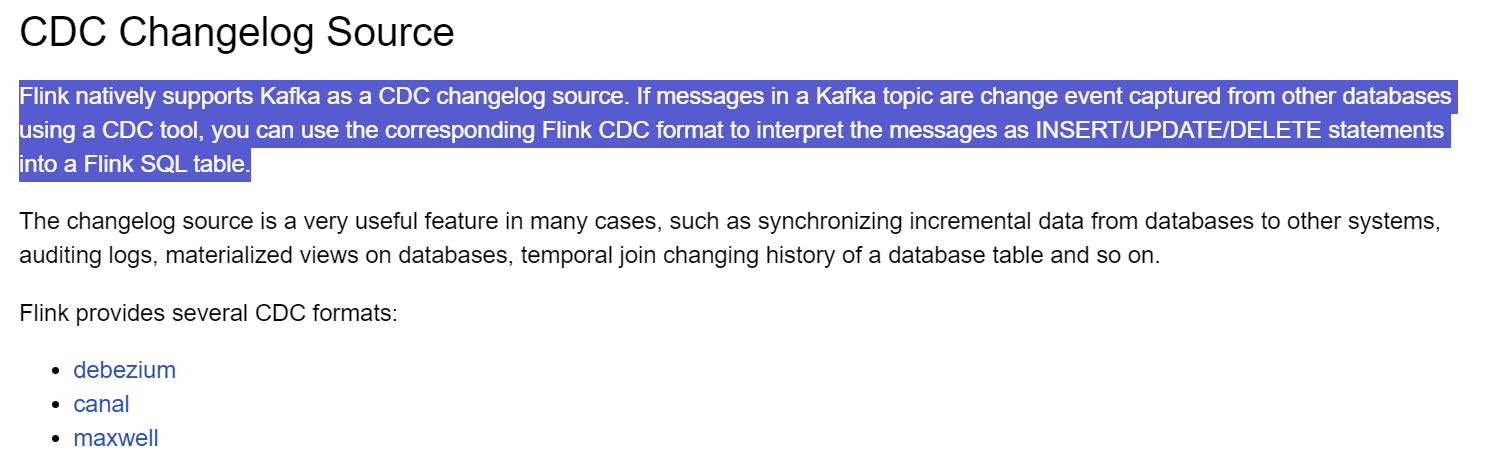 CDC Changelog Source
Flink natively supports Kafka as a CDC changelog source. If messages in a Kafka topic are change event captured from other databases
using a CDC tool, you can use the corresponding Flink CDC format to interpret the messages as INSERT/UPDATE/DELETE statements
into a Flink SQL table.
The changelog source is a very useful feature in many cases, such as synchronizing incremental data from databases to other systems,
auditing logs, materialized views on databases, temporal join changing history of a database table and so on.
Flink provides several CDC formats:
• debezium
• canal
• maxwell